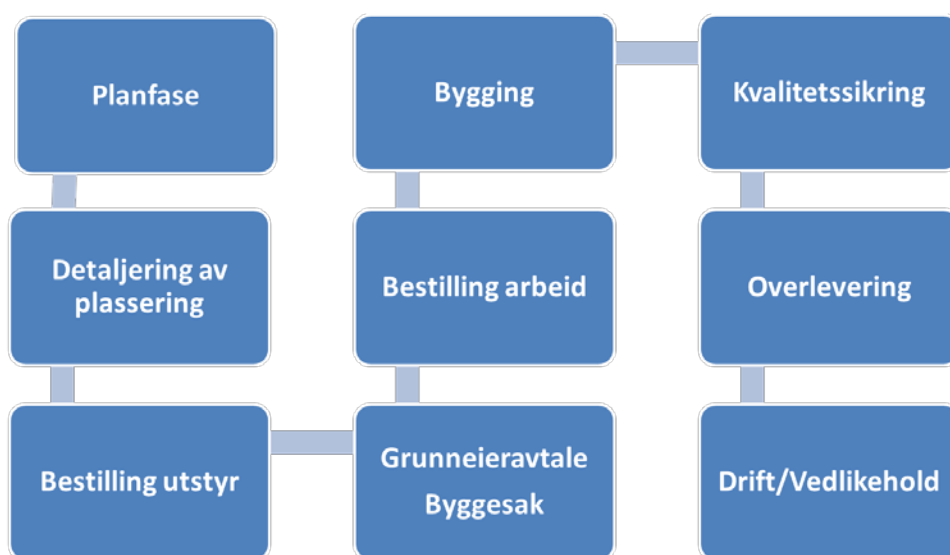 Planfase
Detaljering av
plassering
Bestilling utstyr
Grunneieravtale
Byggesak
Bestilling arbeid
Bygging
Kvalitetssikring
Overlevering
Drift/Vedlikehold